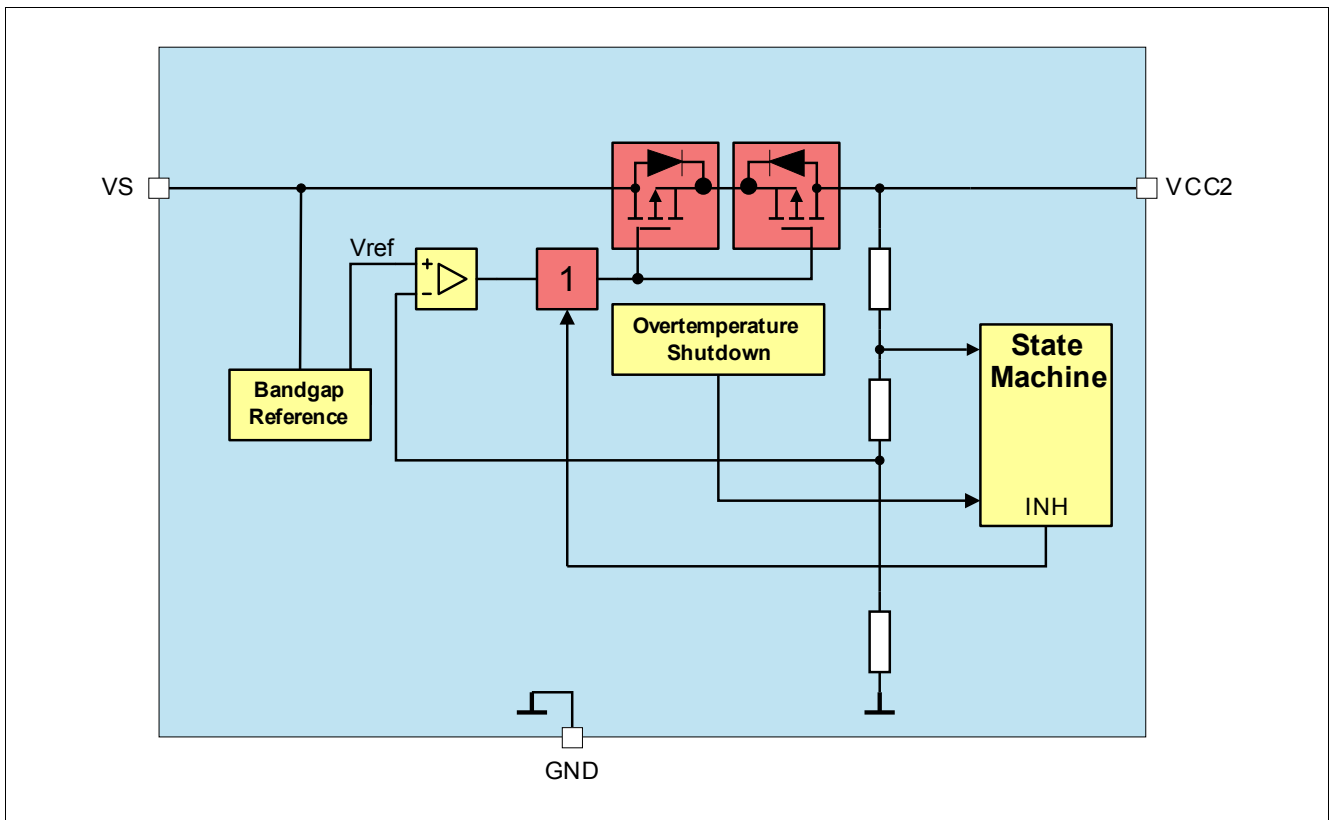 VS
VCC2
Vref
+
-
1
Overtemperature
Shutdown
State
Machine
Bandgap
Reference
INH
GND